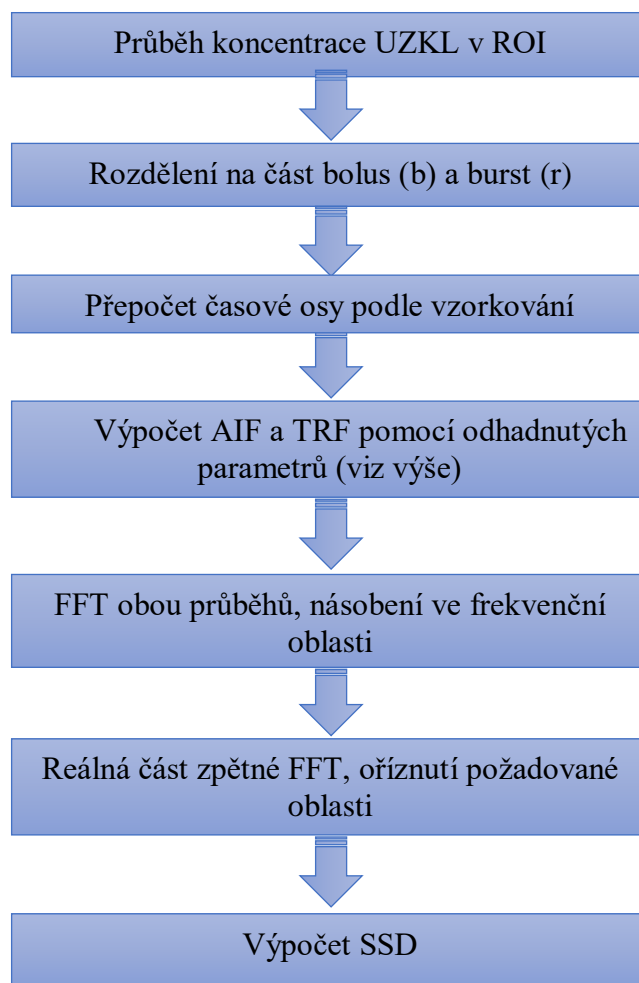 Průběh koncentrace UZKL v ROI
Rozdělení na část bolus (b) a burst (r)
Přepočet časové osy podle vzorkování
Výpočet AIF a TRF pomocí odhadnutých
parametrů (viz výše)
FFT obou průběhů, násobení ve frekvenční
oblasti
Reálná část zpětné FFT, oříznutí požadované
oblasti
Výpočet SSD